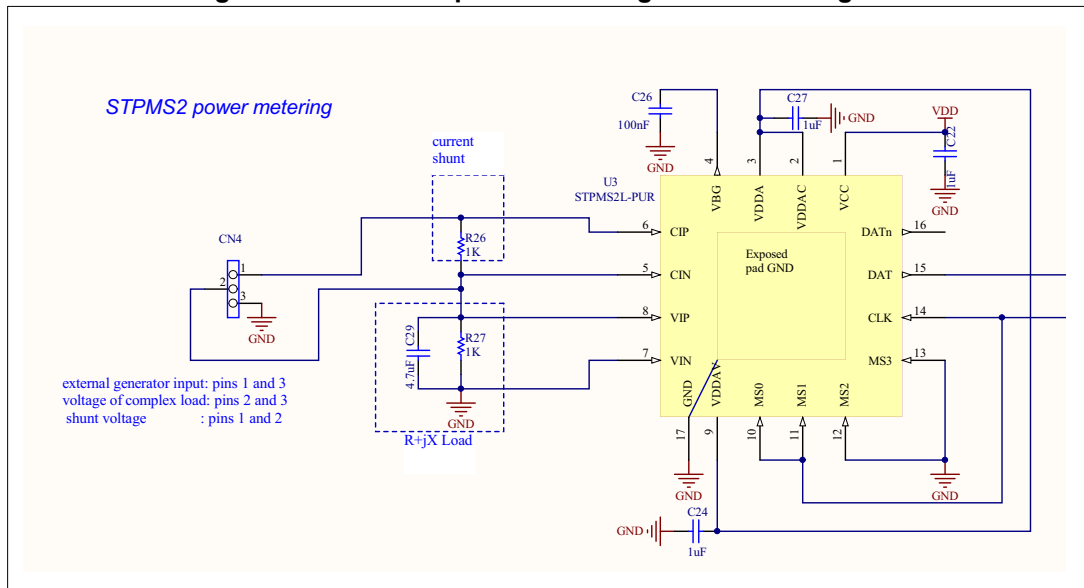 STPMS2 power metering
C26
100nF
GND
C27
1uF
GND
VDD
C22
1uF
GND
current
shunt
U3
STPMS2L-PUR
4
3
2
1
VBG
VDDA
VDDAC
VCC
6
CIP
DATn
16
R26
1K
CN4
1
2
3
GND
5
CIN
Exposed
pad GND
DAT
15
8
VIP
CLK
14
C29
4.7uF
R27
1K
7
VIN
MS3
13
GND
VDDAV
MS0
MS1
MS2
17
9
10
11
12
external generator input: pins 1 and 3
voltage of complex load: pins 2 and 3
shunt voltage : pins 1 and 2
GND
R+jX Load
GND
GND
GND
C24
1uF